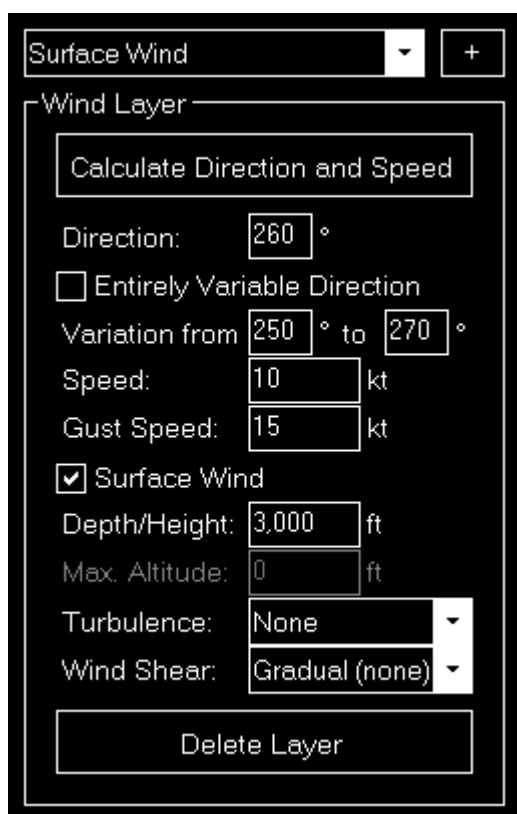 Surface Wind +
Wind Layer
Calculate Direction and Speed
Direction: 260 °
Entirely Variable Direction
Variation from 250 ° to 270 °
Speed: 10 kt
Gust Speed: 15 kt
Surface Wind
Depth/Height: 3,000 ft
Max. Altitude: 0 ft
Turbulence: None
Wind Shear: Gradual (none)
Delete Layer